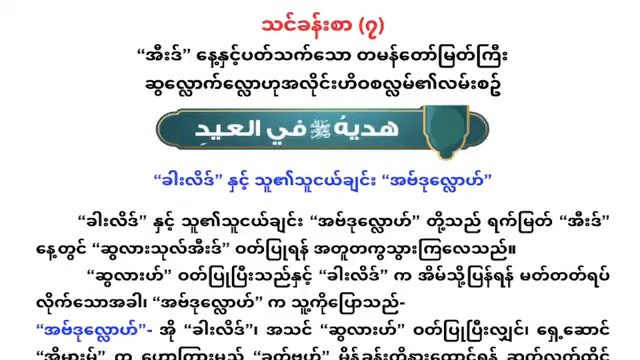 သင်ခန်းစာ (၇)
“အီးဒ်” နေ့နှင့်ပတ်သက်သော တမန်တော်မြတ်ကြီး
ဆွလ္လောက်လ္လောဟုအလိုင်းဟိဝစလ္လမ်၏လမ်းစဉ်
هديهُ ﷺ في العيدِ
“ခါးလိဒ်” နှင့် သူ၏သူငယ်ချင်း “အဗ်ဒုလ္လောဟ်”
“ခါးလိဒ်” နှင့် သူ၏သူငယ်ချင်း “အဗ်ဒုလ္လောဟ်” တို့သည် ရက်မြတ် “အီးဒ်”
နေ့တွင် “ဆွလားသုလ်အီးဒ်” ဝတ်ပြုရန် အတူတကွသွားကြလေသည်။
“ဆွလားဟ်” ဝတ်ပြုပြီးသည်နှင့် “ခါးလိဒ်” က အိမ်သို့ပြန်ရန် မတ်တတ်ရပ်
လိုက်သောအခါ၊ “အဗ်ဒုလ္လောဟ်” က သူ့ကိုပြောသည်-
“အဗ်ဒုလ္လောဟ်”- အို “ခါးလိဒ်”၊ အသင် “ဆွလားဟ်” ဝတ်ပြုပြီးလျှင်၊ ရှေ့ဆောင်